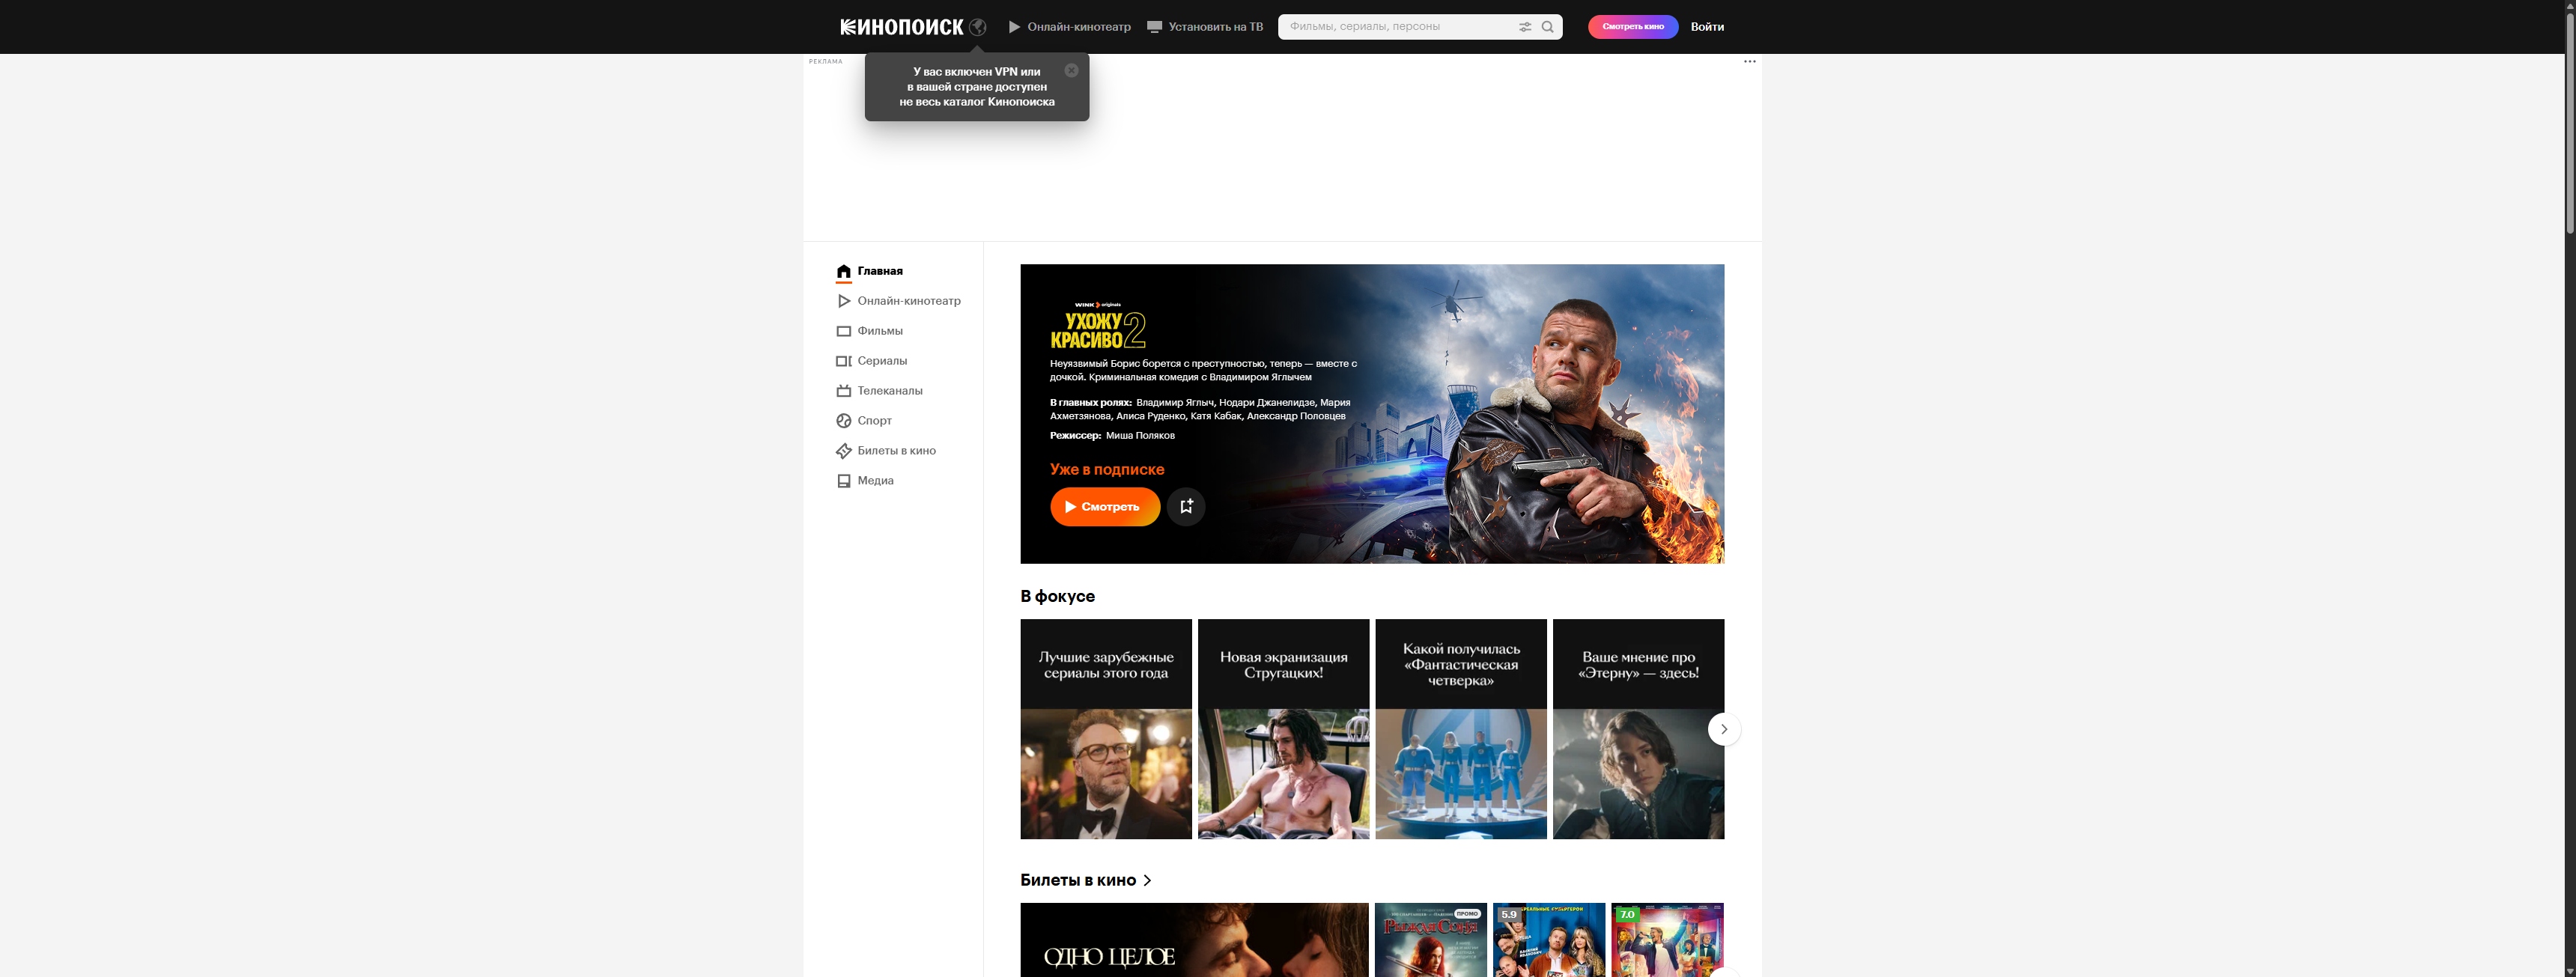 КИНОПОИСК
Онлайн-кинотеатр
Установить на ТВ
Фильмы, сериалы, персоны
Смотреть кино
Войти
РЕКЛАМА
У вас включен VPN или
в вашей стране доступен
не весь каталог Кинопоиска
Главная
Онлайн-кинотеатр
Фильмы
Сериалы
Телеканалы
Спорт
Билеты в кино
Медиа
WINK originals
УХОЖУ
КРАСИВО 2
Неуязвимый Борис борется с преступностью, теперь — вместе с
дочкой. Криминальная комедия с Владимиром Яглычем
В главных ролях: Владимир Яглыч, Нодари Джанелидзе, Мария
Ахметзянова, Алиса Руденко, Катя Кабак, Александр Половцев
Режиссер: Миша Поляков
Уже в подписке
Смотреть
В фокусе
Лучшие зарубежные
сериалы этого года
Новая экранизация
Стругацких!
Какой получилась
«Фантастическая
четверка»
Ваше мнение про
«Этерну» — здесь!
Билеты в кино
ОДНО ЦЕЛОЕ
ПРОМО
РЫЖАЯ СОНЯ
5.9
7.0